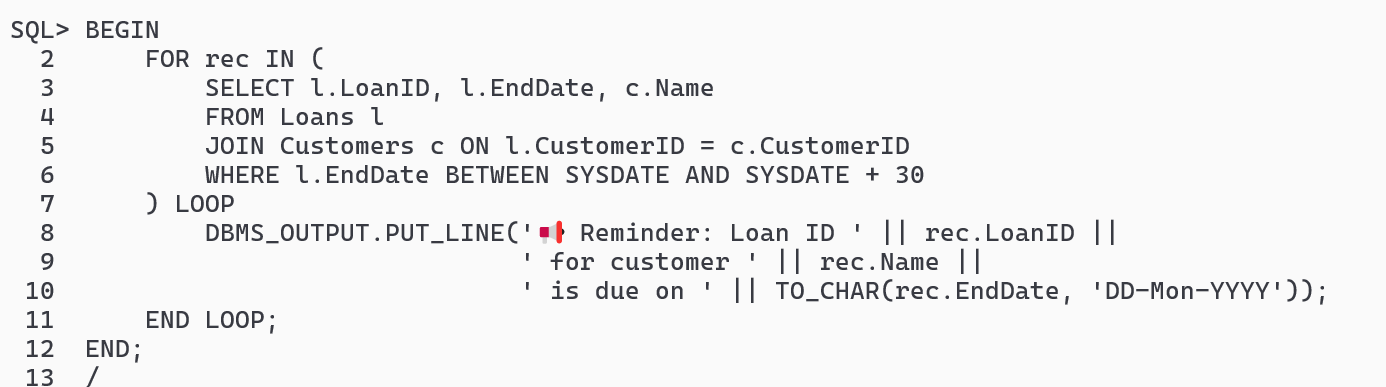 SQL> BEGIN
  2      FOR rec IN (
  3          SELECT l.LoanID, l.EndDate, c.Name
  4          FROM Loans l
  5          JOIN Customers c ON l.CustomerID = c.CustomerID
  6          WHERE l.EndDate BETWEEN SYSDATE AND SYSDATE + 30
  7      ) LOOP
  8          DBMS_OUTPUT.PUT_LINE('📢 Reminder: Loan ID ' || rec.LoanID ||
  9                               ' for customer ' || rec.Name ||
 10                               ' is due on ' || TO_CHAR(rec.EndDate, 'DD-Mon-YYYY'));
 11      END LOOP;
 12  END;
 13  /